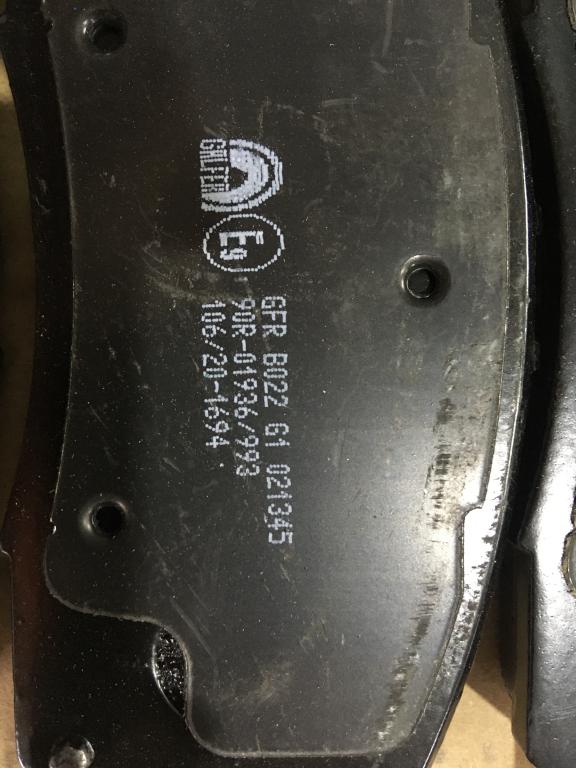 GALFER
E9
GFR B022 G1 021345
90R-01936/993
106/20-1694